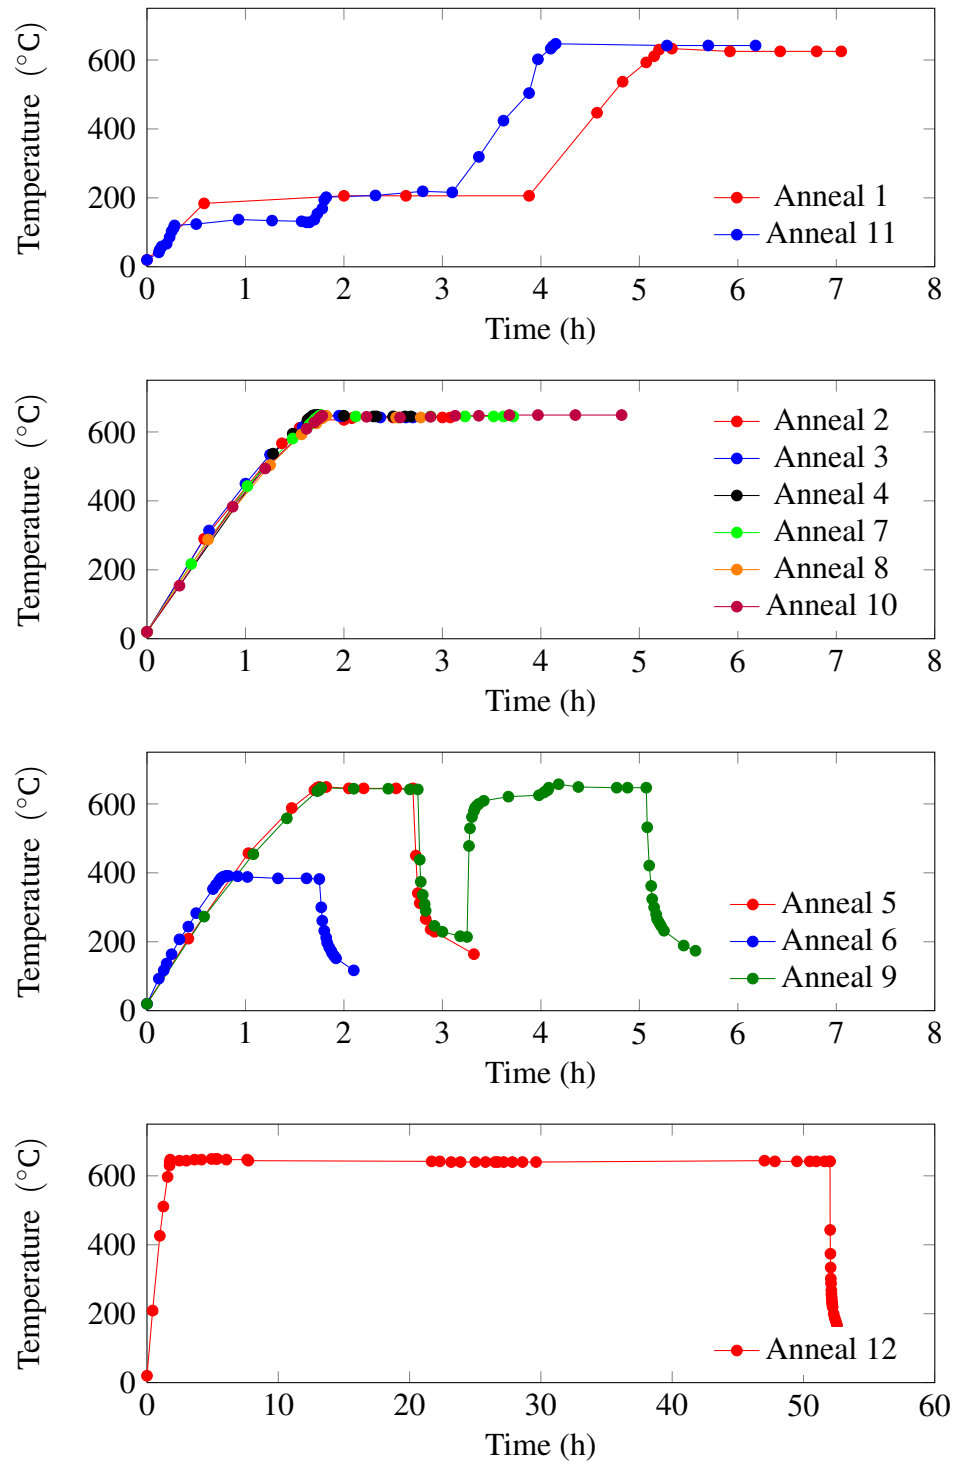 Temperature (°C)
600
400
200
0
Anneal 1
Anneal 11
0 1 2 3 4 5 6 7 8
Time (h)
Temperature (°C)
600
400
200
0
Anneal 2
Anneal 3
Anneal 4
Anneal 7
Anneal 8
Anneal 10
0 1 2 3 4 5 6 7 8
Time (h)
Temperature (°C)
600
400
200
0
Anneal 5
Anneal 6
Anneal 9
0 1 2 3 4 5 6 7 8
Time (h)
Temperature (°C)
600
400
200
0
Anneal 12
0 10 20 30 40 50 60
Time (h)